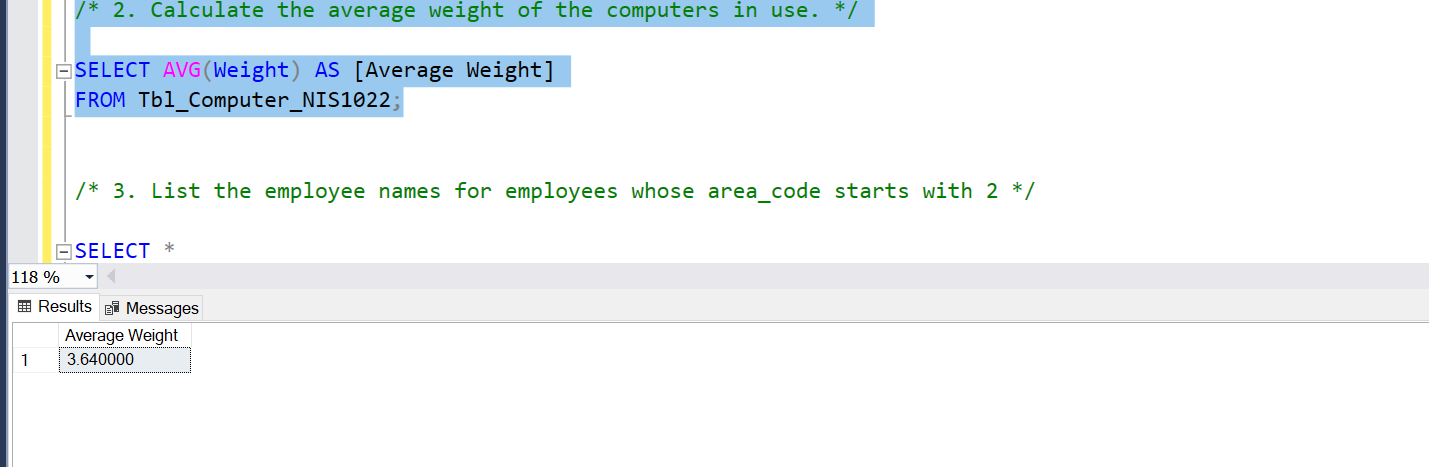 /* 2. Calculate the average weight of the computers in use. */
SELECT AVG(Weight) AS [Average Weight]
FROM Tbl_Computer_NIS1022;
/* 3. List the employee names for employees whose area_code starts with 2 */
SELECT *
118 %
Results Messages
Average Weight
1 3.640000